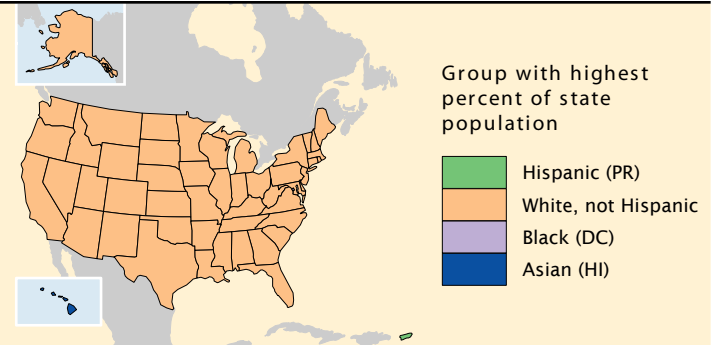 Group with highest
percent of state
population
Hispanic (PR)
White, not Hispanic
Black (DC)
Asian (HI)